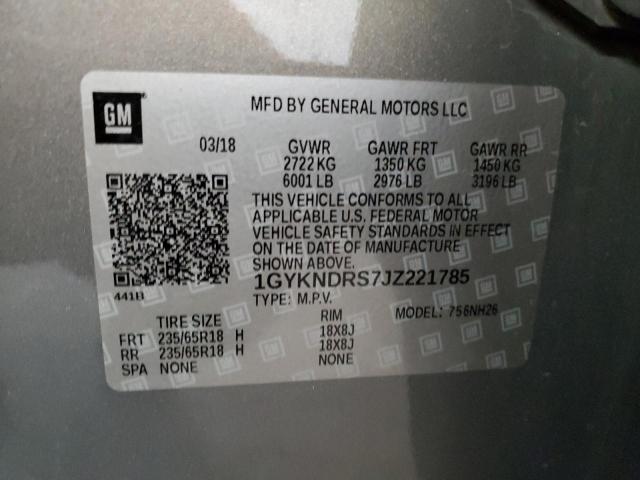 GM
MFD BY GENERAL MOTORS LLC
03/18 GVWR GAWR FRT GAWR RR
2722 KG 1350 KG 1450 KG
6001 LB 2976 LB 3196 LB
THIS VEHICLE CONFORMS TO ALL
APPLICABLE U.S. FEDERAL MOTOR
VEHICLE SAFETY STANDARDS IN EFFECT
ON THE DATE OF MANUFACTURE
SHOWN ABOVE.
441B 1GYKNDRS7JZ221785
TYPE: M.P.V. MODEL: 756NH26
TIRE SIZE RIM
FRT 235/65R18 H 18X8J
RR 235/65R18 H 18X8J
SPA NONE NONE